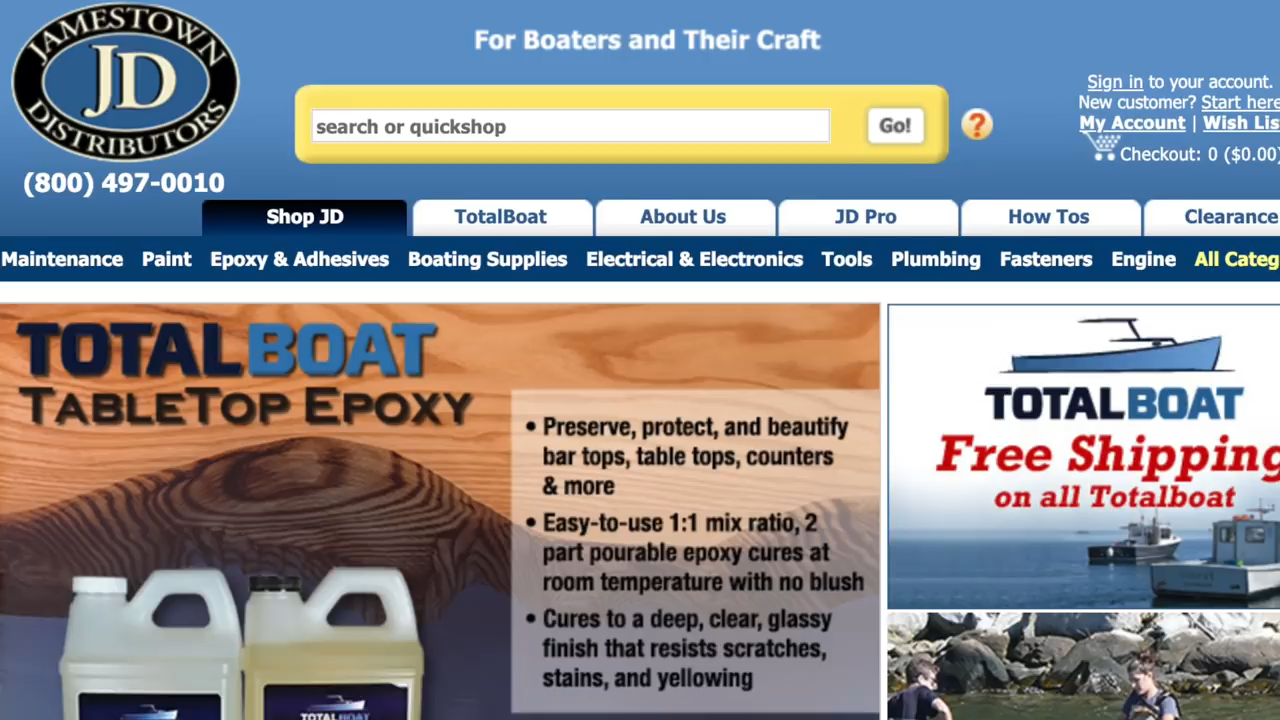 JAMESTOWN
JD
DISTRIBUTORS
(800) 497-0010
For Boaters and Their Craft
search or quickshop
Go!
?
Sign in to your account.
New customer? Start here
My Account | Wish Lis
Checkout: 0 ($0.00)
Shop JD
TotalBoat
About Us
JD Pro
How Tos
Clearance
Maintenance Paint Epoxy & Adhesives Boating Supplies Electrical & Electronics Tools Plumbing Fasteners Engine All Categ
TOTALBOAT
TABLETOP EPOXY
• Preserve, protect, and beautify
bar tops, table tops, counters
& more
• Easy-to-use 1:1 mix ratio, 2
part pourable epoxy cures at
room temperature with no blush
• Cures to a deep, clear, glassy
finish that resists scratches,
stains, and yellowing
TOTALBOAT
TOTALBOAT
Free Shipping
on all Totalboat